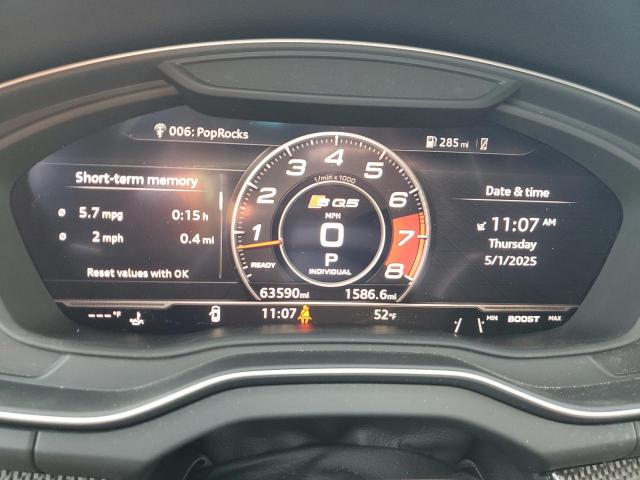 006: PopRocks
285 mi
Short-term memory
ø 5.7 mpg 0:15 h
ø 2 mph 0.4 mi
Reset values with OK
1 2 3 4 5 6 7 8
1/min x 1000
SQ5
MPH
0
P
INDIVIDUAL
READY
63590 mi 1586.6 mi
Date & time
11:07 AM
Thursday
5/1/2025
---°F
11:07
52°F
MIN BOOST MAX